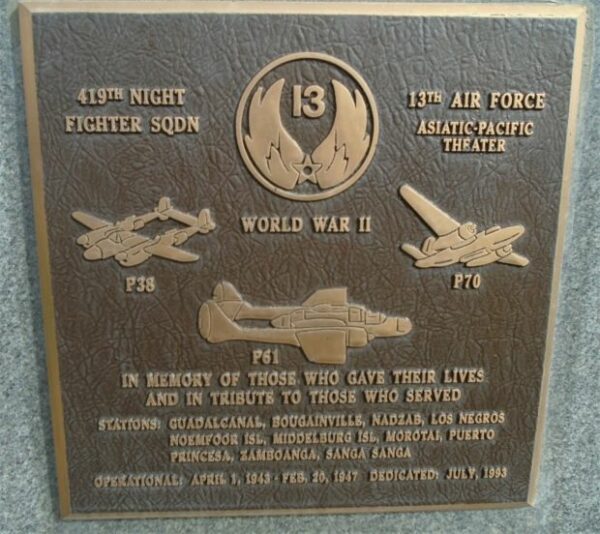 419TH NIGHT
FIGHTER SQDN
13
13TH AIR FORCE
ASIATIC-PACIFIC
THEATER
WORLD WAR II
P38
P70
P61
IN MEMORY OF THOSE WHO GAVE THEIR LIVES
AND IN TRIBUTE TO THOSE WHO SERVED
STATIONS: GUADALCANAL, BOUGAINVILLE, NADZAB, LOS NEGROS
NOEMFOOR ISL, MIDDELBURG ISL, MOROTAI, PUERTO
PRINCESA, ZAMBOANGA, SANGA SANGA
OPERATIONAL: APRIL 1, 1943 - FEB. 20, 1947 DEDICATED: JULY, 1993